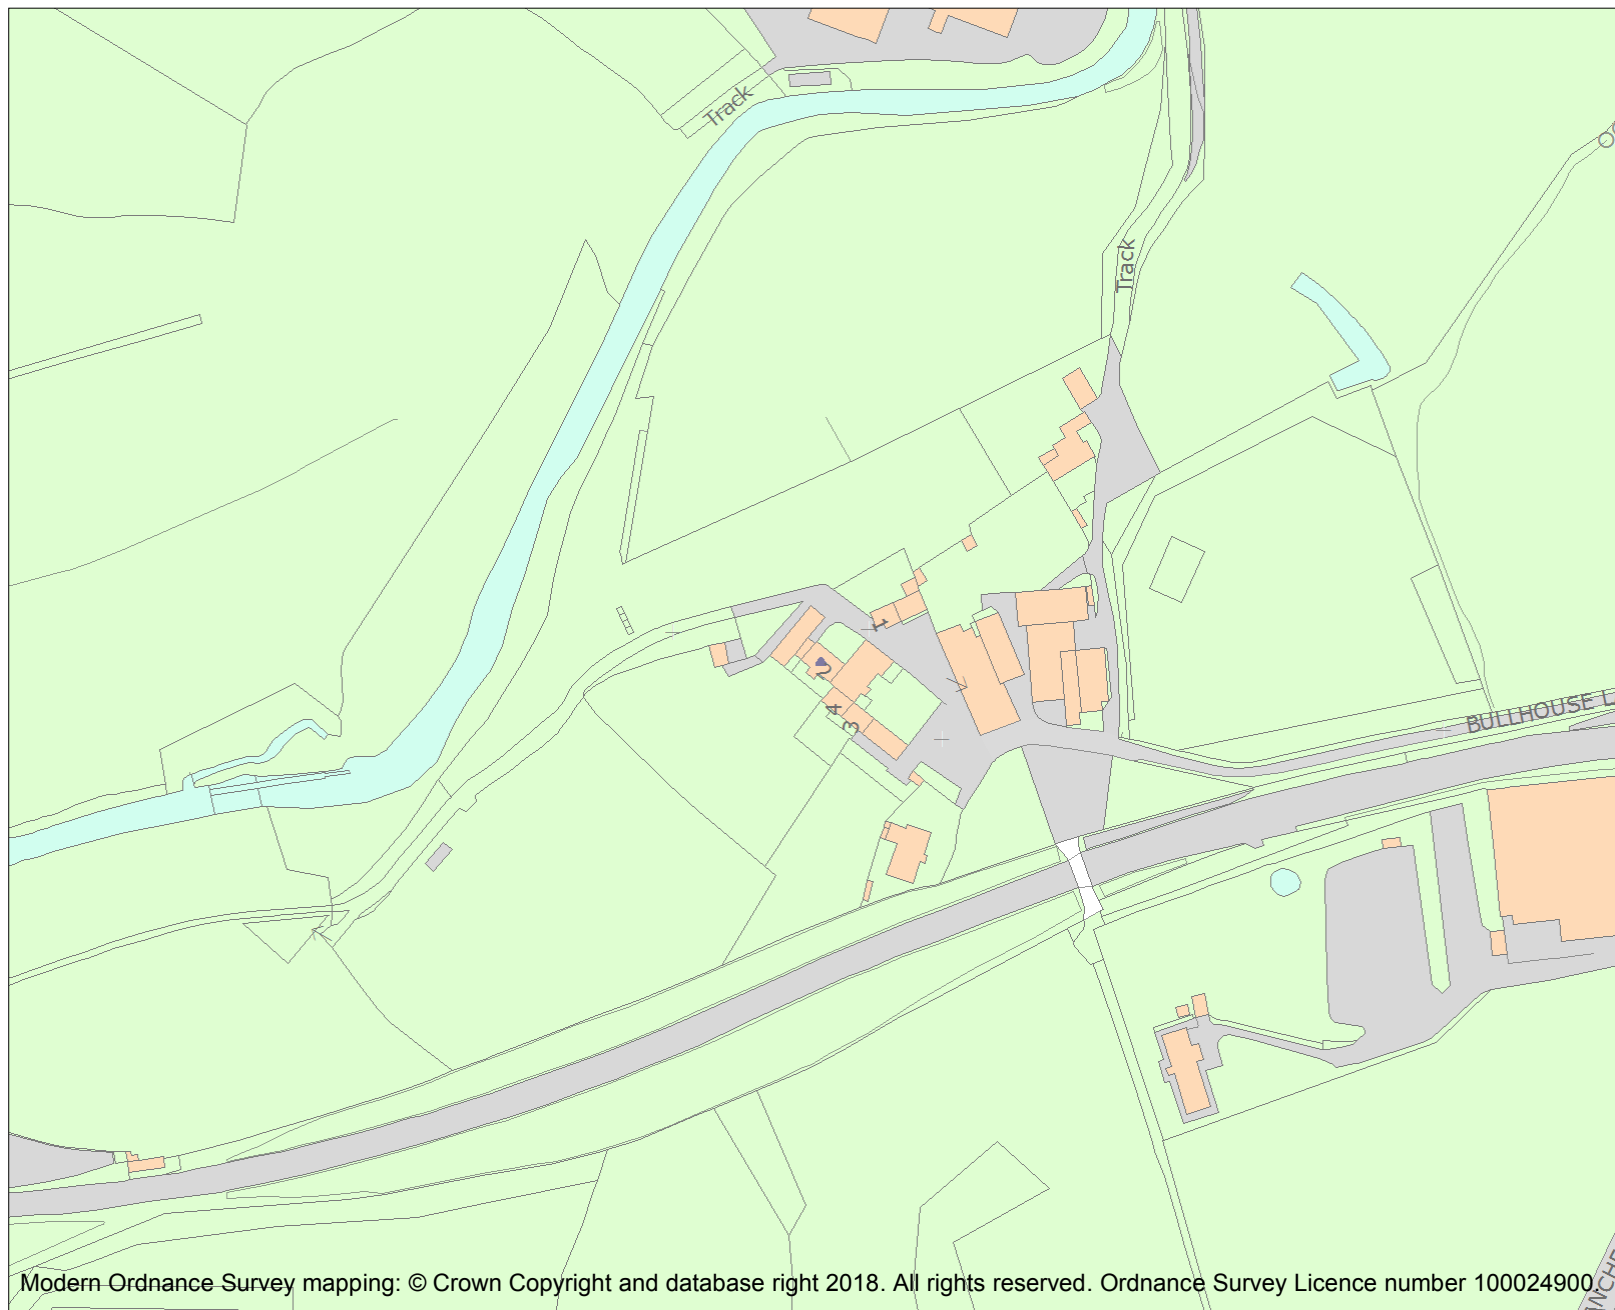 Track
Track
1
2
4
3
BULLHOUSE L
Modern Ordnance Survey mapping: © Crown Copyright and database right 2018. All rights reserved. Ordnance Survey Licence number 100024900.